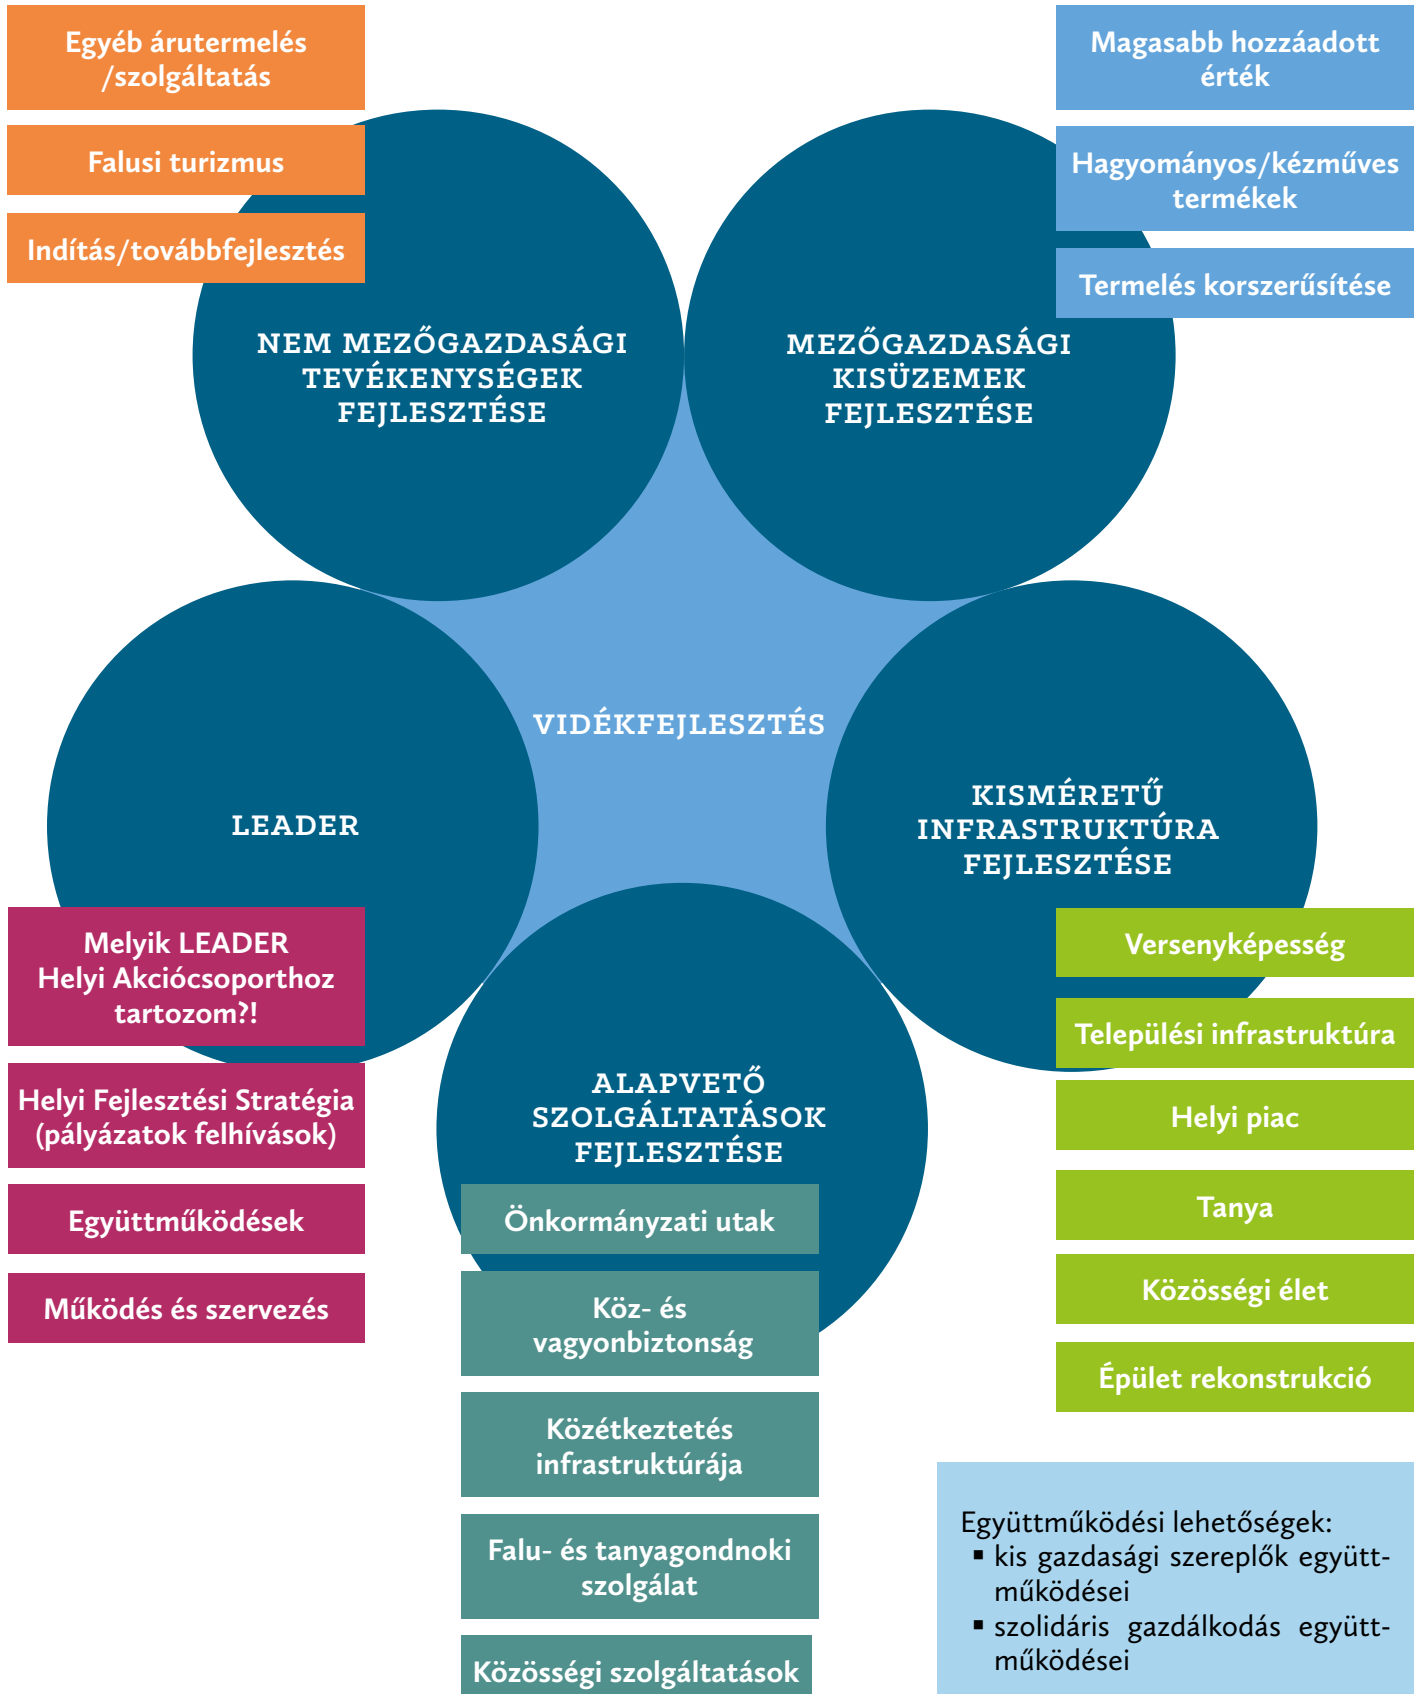 Egyéb árutermelés
/szolgáltatás
Falusi turizmus
Indítás/továbbfejlesztés
Magasabb hozzáadott
érték
Hagyományos/kézműves
termékek
Termelés korszerűsítése
NEM MEZŐGAZDASÁGI
TEVÉKENYSÉGEK
FEJLESZTÉSE
MEZŐGAZDASÁGI
KISÜZEMEK
FEJLESZTÉSE
VIDÉKFEJLESZTÉS
LEADER
KISMÉRETŰ
INFRASTRUKTÚRA
FEJLESZTÉSE
Melyik LEADER
Helyi Akciócsoporthoz
tartozom?!
Helyi Fejlesztési Stratégia
(pályázatok felhívások)
Együttműködések
Működés és szervezés
ALAPVETŐ
SZOLGÁLTATÁSOK
FEJLESZTÉSE
Önkormányzati utak
Köz- és
vagyonbiztonság
Közétkeztetés
infrastruktúrája
Falu- és tanyagondnoki
szolgálat
Közösségi szolgáltatások
Versenyképesség
Települési infrastruktúra
Helyi piac
Tanya
Közösségi élet
Épület rekonstrukció
Együttműködési lehetőségek:
▪ kis gazdasági szereplők együtt-
működései
▪ szolidáris gazdálkodás együtt-
működései